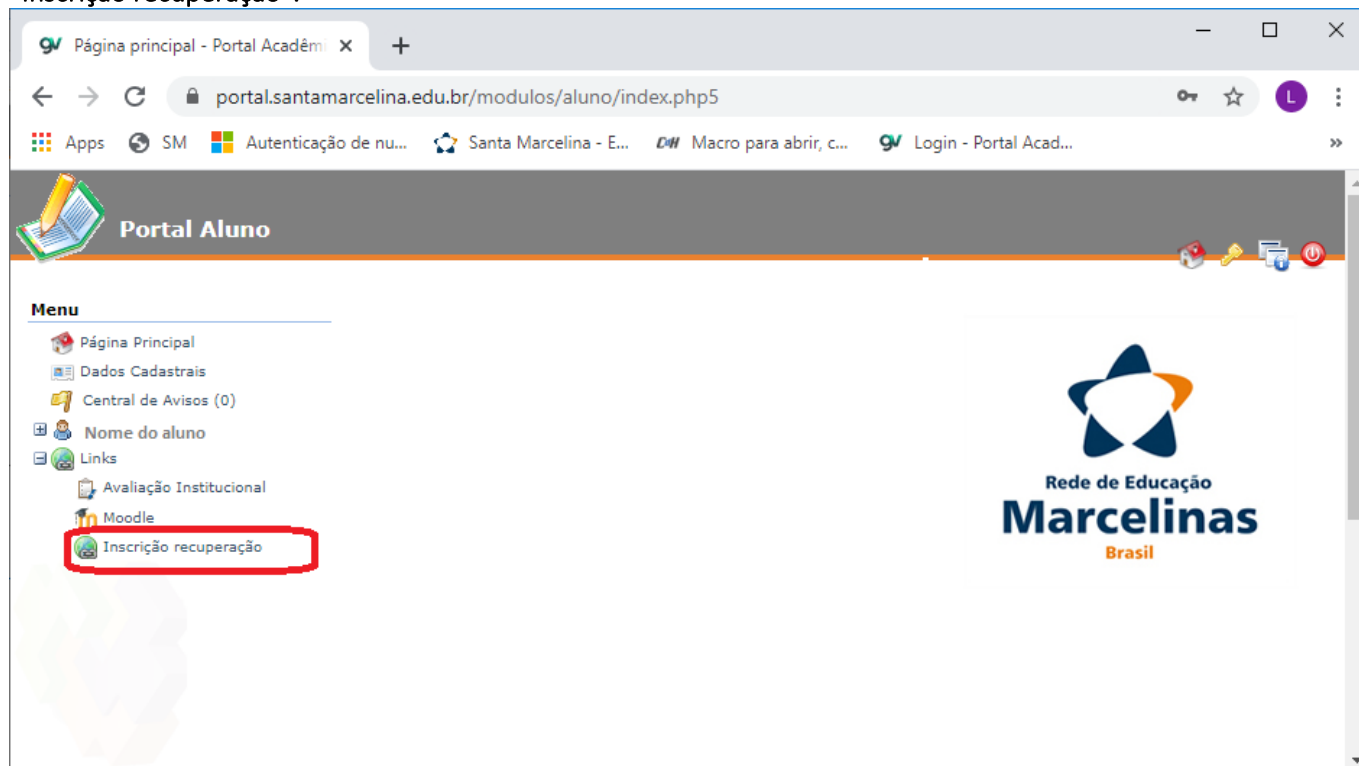 Inscrição recuperação".
Página principal - Portal Acadêmi
portal.santamarcelina.edu.br/modulos/aluno/index.php5
L
Apps SM Autenticação de nu... Santa Marcelina - E... Macro para abrir, c... Login - Portal Acad... »
Portal Aluno
Menu
Página Principal
Dados Cadastrais
Central de Avisos (0)
Nome do aluno
Links
Avaliação Institucional
Moodle
Inscrição recuperação
Rede de Educação
Marcelinas
Brasil